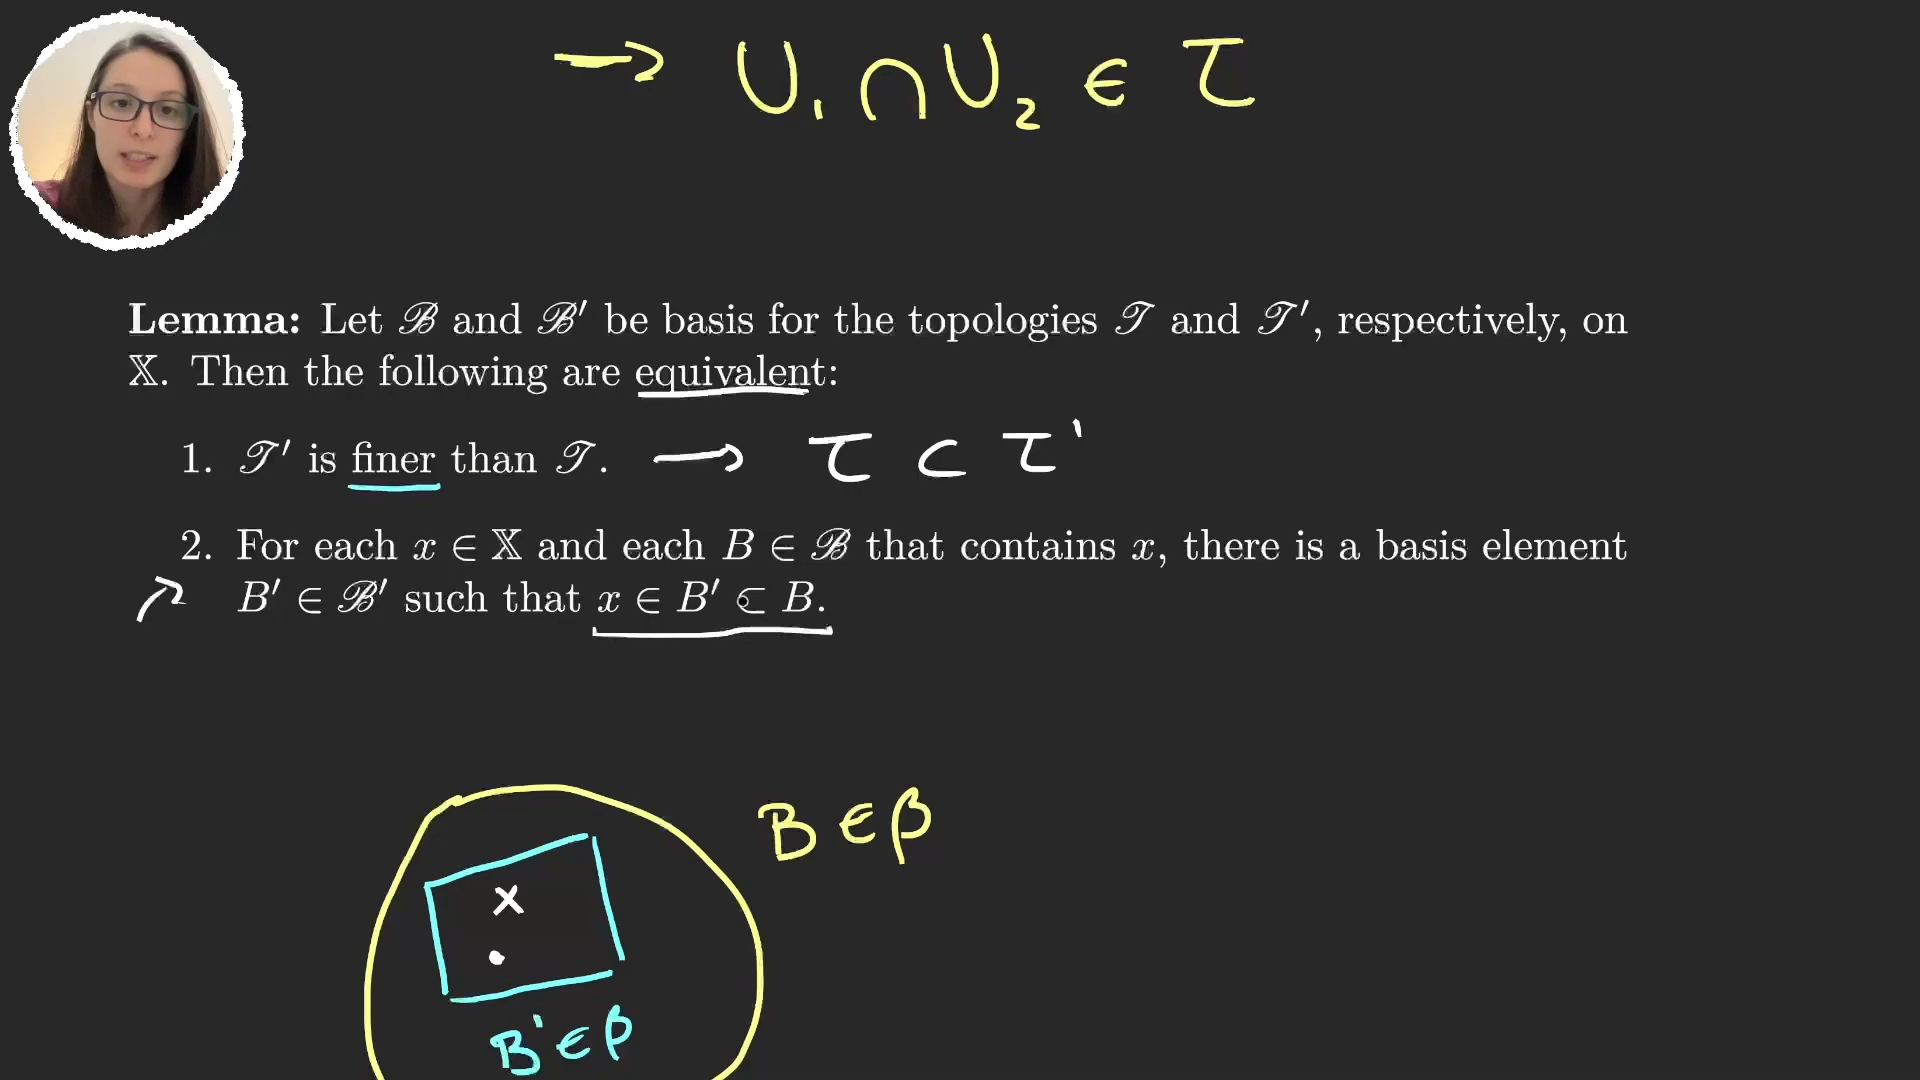 → U₁ ∩ U₂ ∈ τ
Lemma: Let ℬ and ℬ′ be basis for the topologies 𝒯 and 𝒯′, respectively, on
𝕏. Then the following are equivalent:
1. 𝒯′ is finer than 𝒯. → τ ⊂ τ'
2. For each x ∈ 𝕏 and each B ∈ ℬ that contains x, there is a basis element
B′ ∈ ℬ′ such that x ∈ B′ ⊂ B.
B ∈ β
x
B' ∈ β